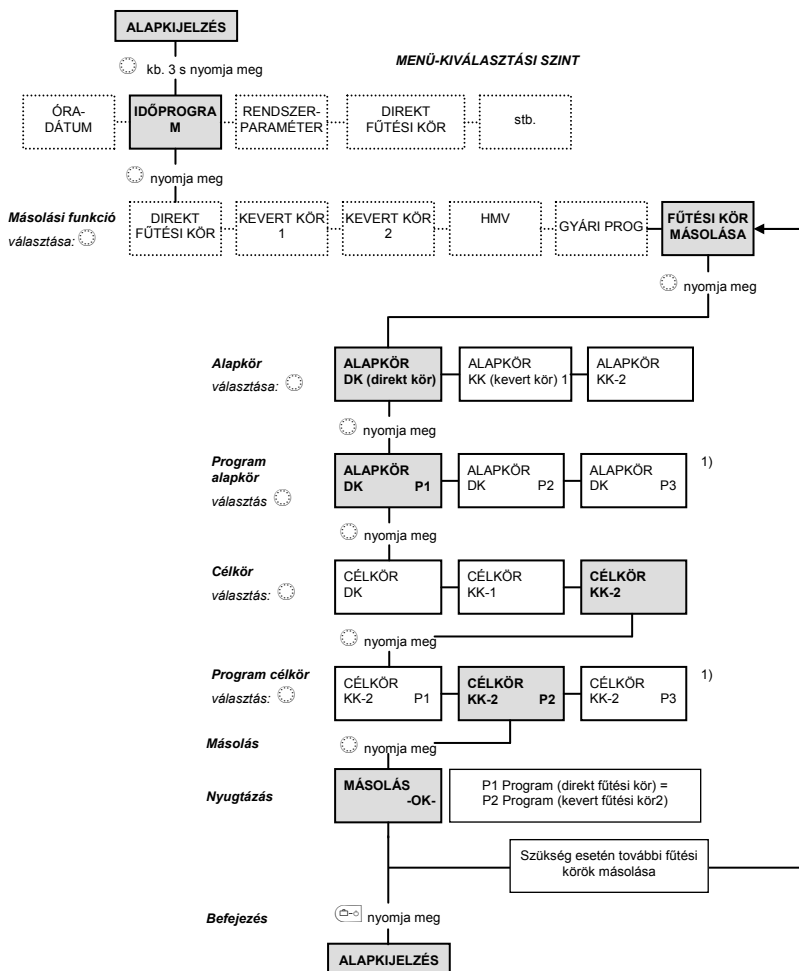 ALAPKIJELZÉS
kb. 3 s nyomja meg
MENÜ-KIVÁLASZTÁSI SZINT
ÓRA-
DÁTUM
IDŐPROGRA
M
RENDSZER-
PARAMÉTER
DIREKT
FŰTÉSI KÖR
stb.
nyomja meg
Másolási funkció
választása:
DIREKT
FŰTÉSI KÖR
KEVERT KÖR
1
KEVERT KÖR
2
HMV
GYÁRI PROG
FŰTÉSI KÖR
MÁSOLÁSA
nyomja meg
Alapkör
választása:
ALAPKÖR
DK (direkt kör)
ALAPKÖR
KK (kevert kör) 1
ALAPKÖR
KK-2
nyomja meg
Program
alapkör
választás
ALAPKÖR
DK P1
ALAPKÖR
DK P2
ALAPKÖR
DK P3
1)
nyomja meg
Célkör
választás:
CÉLKÖR
DK
CÉLKÖR
KK-1
CÉLKÖR
KK-2
nyomja meg
Program célkör
választás:
CÉLKÖR
KK-2 P1
CÉLKÖR
KK-2 P2
CÉLKÖR
KK-2 P3
1)
Másolás
nyomja meg
Nyugtázás
MÁSOLÁS
-OK-
P1 Program (direkt fűtési kör) =
P2 Program (kevert fűtési kör2)
Szükség esetén további fűtési
körök másolása
Befejezés
nyomja meg
ALAPKIJELZÉS